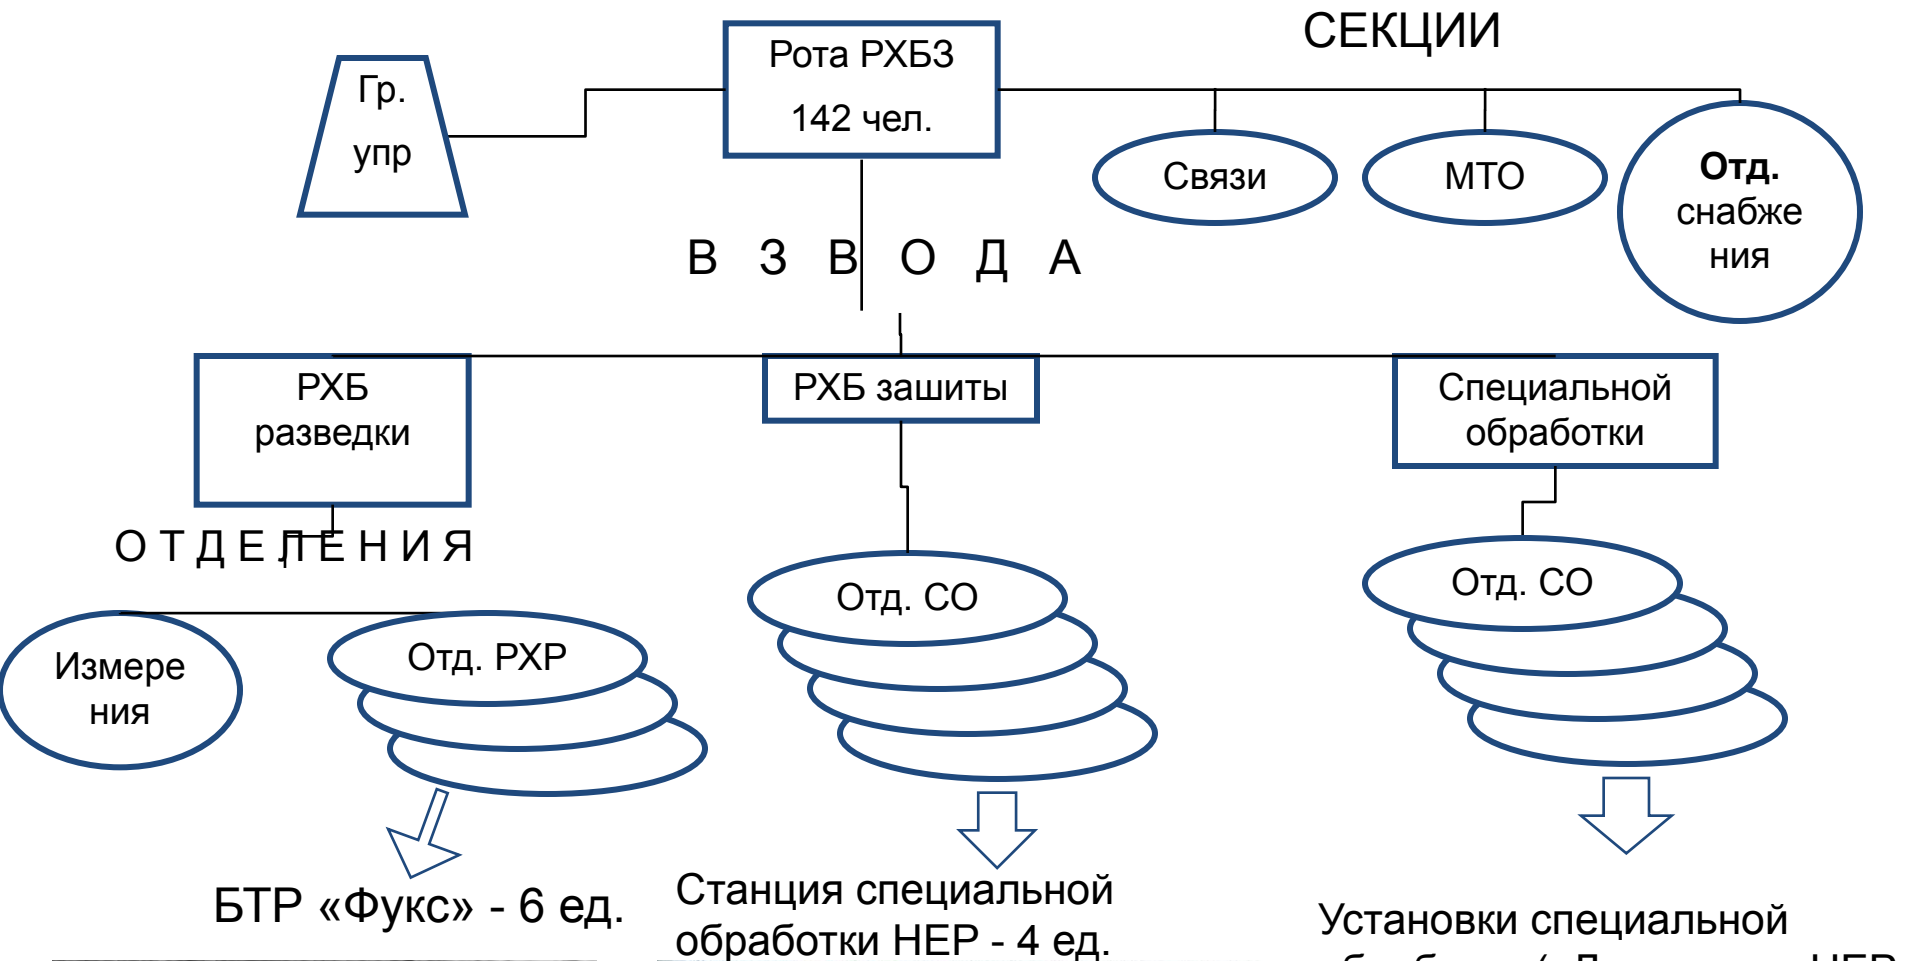 СЕКЦИИ
Рота РХБЗ
142 чел.
Гр.
упр
Связи
МТО
Отд.
снабже
ния
В З В О Д А
РХБ
разведки
РХБ зашиты
Специальной
обработки
О Т Д Е Л Е Н И Я
Измере
ния
Отд. РХР
Отд. СО
Отд. СО
БТР «Фукс» - 6 ед.
Станция специальной
обработки НЕР - 4 ед.
Установки специальной